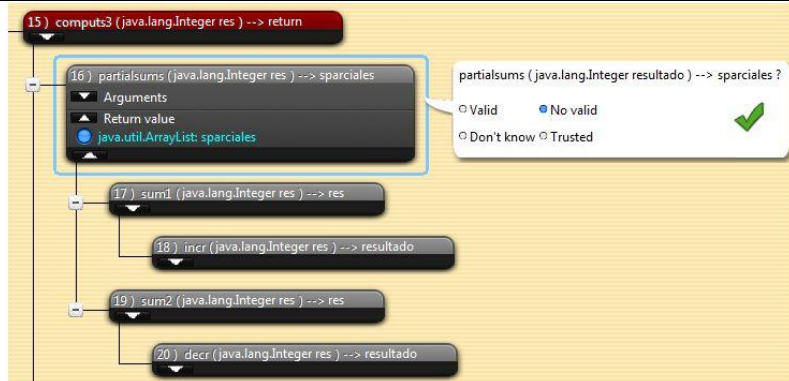 15 ) computs3 (java.lang.Integer res ) --> return
16 ) partialsums (java.lang.Integer res ) --> sparciales
Arguments
Return value
java.util.ArrayList: sparciales
partialsums ( java.lang.Integer resultado ) --> sparciales ?
Valid No valid
Don't know Trusted
17 ) sum1 (java.lang.Integer res ) --> res
18 ) incr (java.lang.Integer res ) --> resultado
19 ) sum2 (java.lang.Integer res ) --> res
20 ) decr (java.lang.Integer res ) --> resultado